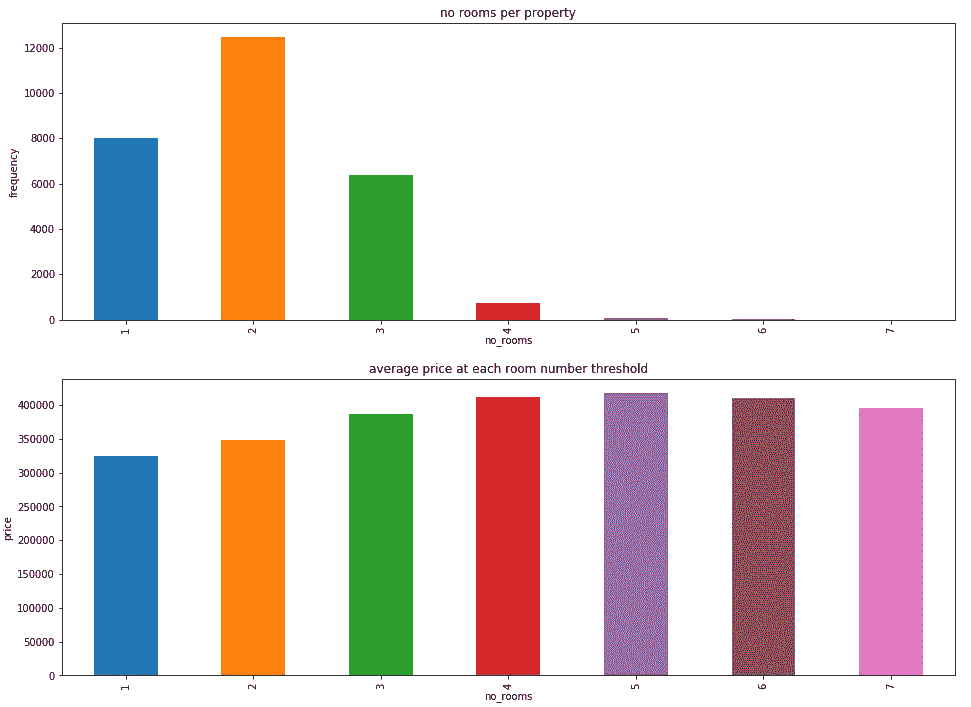 no rooms per property
12000
10000
8000
6000
4000
2000
0
frequency
1 2 3 4 5 6 7
no_rooms
average price at each room number threshold
400000
350000
300000
250000
200000
150000
100000
50000
0
price
1 2 3 4 5 6 7
no_rooms